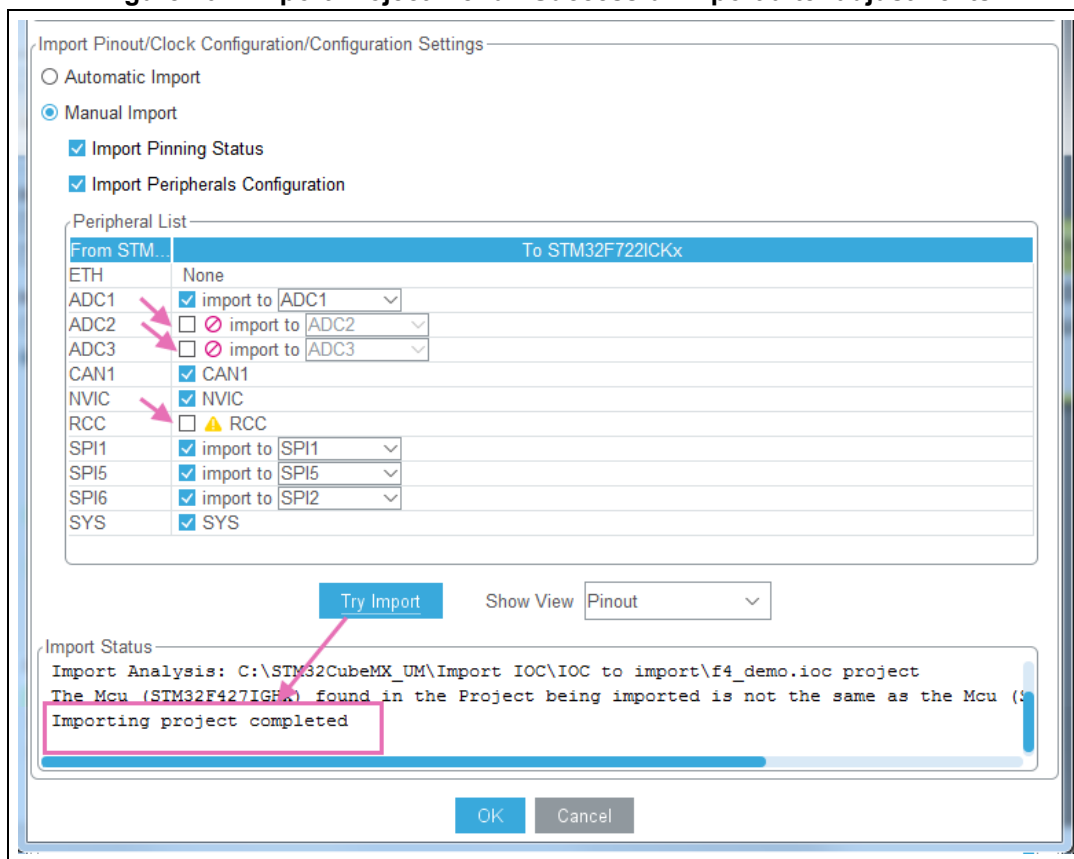 Import Pinout/Clock Configuration/Configuration Settings
Automatic Import
Manual Import
Import Pinning Status
Import Peripherals Configuration
Peripheral List
From STM... To STM32F722ICKx
ETH None
ADC1 import to ADC1
ADC2 import to ADC2
ADC3 import to ADC3
CAN1 CAN1
NVIC NVIC
RCC RCC
SPI1 import to SPI1
SPI5 import to SPI5
SPI6 import to SPI2
SYS SYS
Try Import Show View Pinout
Import Status
Import Analysis: C:\STM32CubeMX_UM\Import IOC\IOC to import\f4_demo.ioc project
The Mcu (STM32F427IGHx) found in the Project being imported is not the same as the Mcu
Importing project completed
OK Cancel